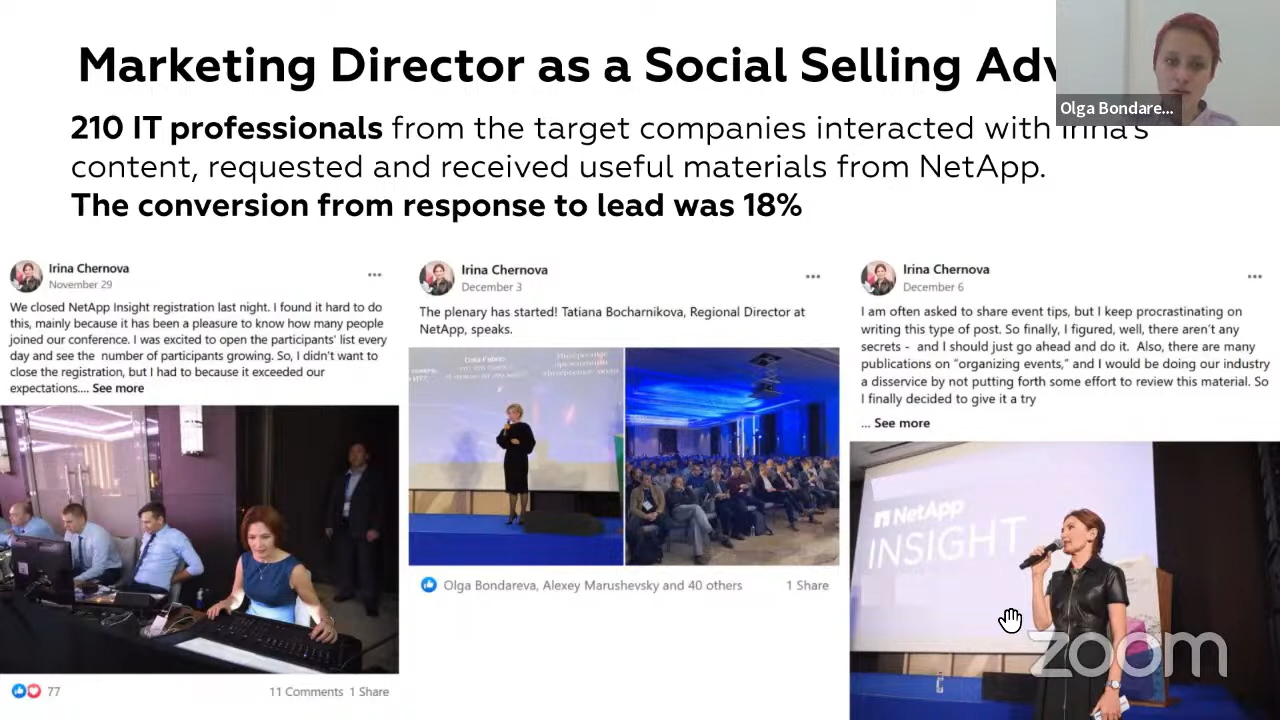 Marketing Director as a Social Selling Adv
Olga Bondare...
210 IT professionals from the target companies interacted with Irina's
content, requested and received useful materials from NetApp.
The conversion from response to lead was 18%
Irina Chernova
November 29
We closed NetApp Insight registration last night. I found it hard to do
this, mainly because it has been a pleasure to know how many people
joined our conference. I was excited to open the participants' list every
day and see the number of participants growing. So, I didn't want to
close the registration, but I had to because it exceeded our
expectations.... See more
77
11 Comments 1 Share
Irina Chernova
December 3
The plenary has started! Tatiana Bocharnikova, Regional Director at
NetApp, speaks.
Data Fabric
Olga Bondareva, Alexey Marushevsky and 40 others
1 Share
Irina Chernova
December 6
I am often asked to share event tips, but I keep procrastinating on
writing this type of post. So finally, I figured, well, there aren't any
secrets - and I should just go ahead and do it. Also, there are many
publications on "organizing events," and I would be doing our industry
a disservice by not putting forth some effort to review this material. So
I finally decided to give it a try
... See more
NetApp
INSIGHT
zoom